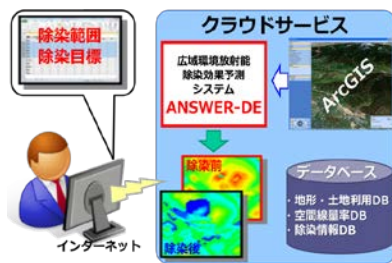 除染範囲
除染目標
クラウドサービス
広域環境放射能
除染効果予測
システム
ANSWER-DE
ArcGIS
除染前
除染後
インターネット
データベース
・地形・土地利用DB
・空間線量率DB
・除染情報DB